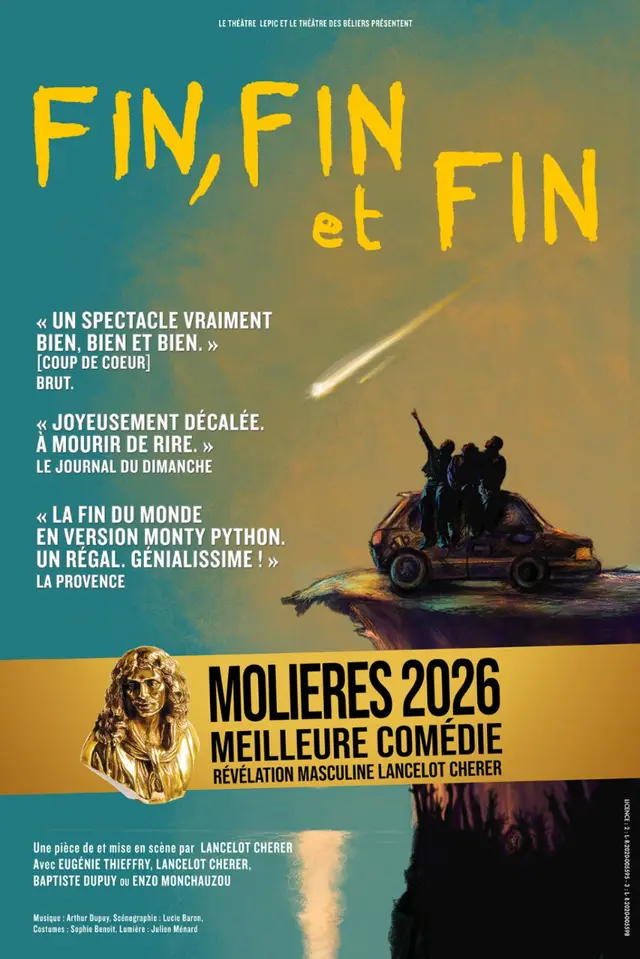 LE THÉÂTRE LEPIC ET LE THÉÂTRE DES BÉLIERS PRÉSENTENT
FIN, FIN
et FIN
« UN SPECTACLE VRAIMENT
BIEN, BIEN ET BIEN. »
[COUP DE COEUR]
BRUT.
« JOYEUSEMENT DÉCALÉE.
À MOURIR DE RIRE. »
LE JOURNAL DU DIMANCHE
« LA FIN DU MONDE
EN VERSION MONTY PYTHON.
UN RÉGAL. GÉNIALISSIME ! »
LA PROVENCE
MOLIERES 2026
MEILLEURE COMÉDIE
RÉVÉLATION MASCULINE LANCELOT CHERER
Une pièce de et mise en scène par LANCELOT CHERER
Avec EUGÉNIE THIEFFRY, LANCELOT CHERER,
BAPTISTE DUPUY OU ENZO MONCHAUZOU
Musique : Arthur Dupuy, Scénographie : Lucie Baron,
Costumes : Sophie Benoit, Lumière : Julien Ménard